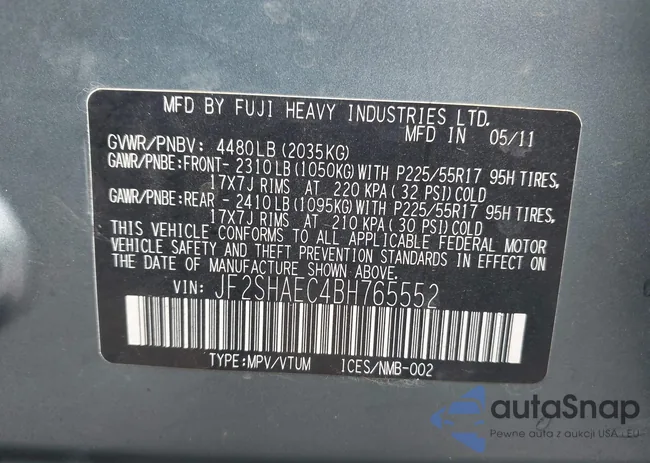 MFD BY FUJI HEAVY INDUSTRIES LTD.
MFD IN 05/11
GVWR/PNBV: 4480LB(2035KG)
GAWR/PNBE:FRONT- 2310LB(1050KG)WITH P225/55R17 95H TIRES,
17X7J RIMS AT 220 KPA(32 PSI)COLD
GAWR/PNBE:REAR - 2410LB(1095KG)WITH P225/55R17 95H TIRES,
17X7J RIMS AT 210 KPA(30 PSI)COLD
THIS VEHICLE CONFORMS TO ALL APPLICABLE FEDERAL MOTOR
VEHICLE SAFETY AND THEFT PREVENTION STANDARDS IN EFFECT ON
THE DATE OF MANUFACTURE SHOWN ABOVE.
VIN: JF2SHAEC4BH765552
TYPE:MPV/VTUM ICES/NMB-002
autaSnap
Pewne auta z aukcji USA i EU